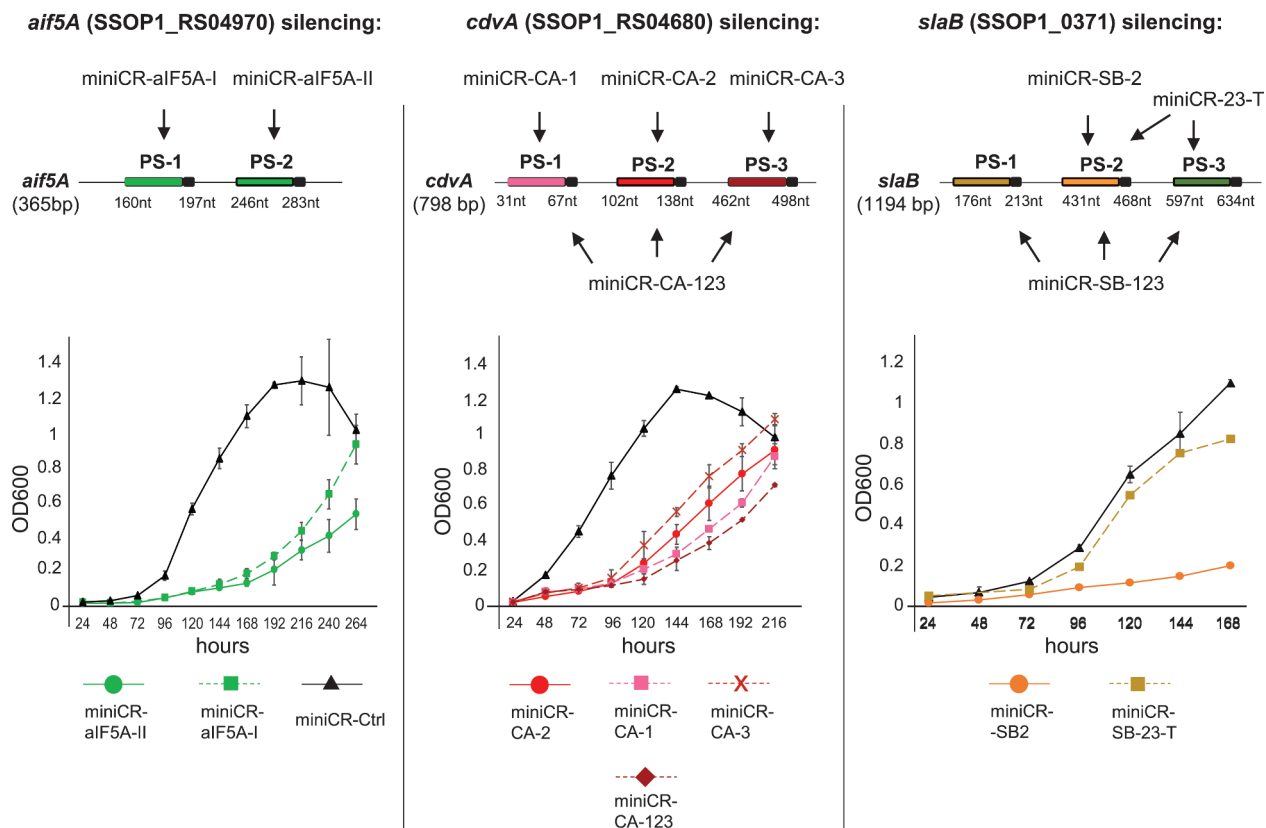 aif5A (SSOP1_RS04970) silencing:
miniCR-aIF5A-I miniCR-aIF5A-II
PS-1 PS-2
aif5A
(365bp)
160nt 197nt 246nt 283nt
OD600
1.4
1.2
1
0.8
0.6
0.4
0.2
0
24 48 72 96 120 144 168 192 216 240 264
hours
miniCR-
aIF5A-II
miniCR-
aIF5A-I
miniCR-Ctrl
cdvA (SSOP1_RS04680) silencing:
miniCR-CA-1 miniCR-CA-2 miniCR-CA-3
PS-1 PS-2 PS-3
cdvA
(798 bp)
31nt 67nt 102nt 138nt 462nt 498nt
miniCR-CA-123
OD600
1.4
1.2
1
0.8
0.6
0.4
0.2
0
24 48 72 96 120 144 168 192 216
hours
miniCR-
CA-2
miniCR-
CA-1
miniCR-
CA-3
miniCR-
CA-123
slaB (SSOP1_0371) silencing:
miniCR-SB-2
miniCR-23-T
PS-1 PS-2 PS-3
slaB
(1194 bp)
176nt 213nt 431nt 468nt 597nt 634nt
miniCR-SB-123
OD600
1.2
1
0.8
0.6
0.4
0.2
0
24 48 72 96 120 144 168
hours
miniCR-
-SB2
miniCR-
SB-23-T